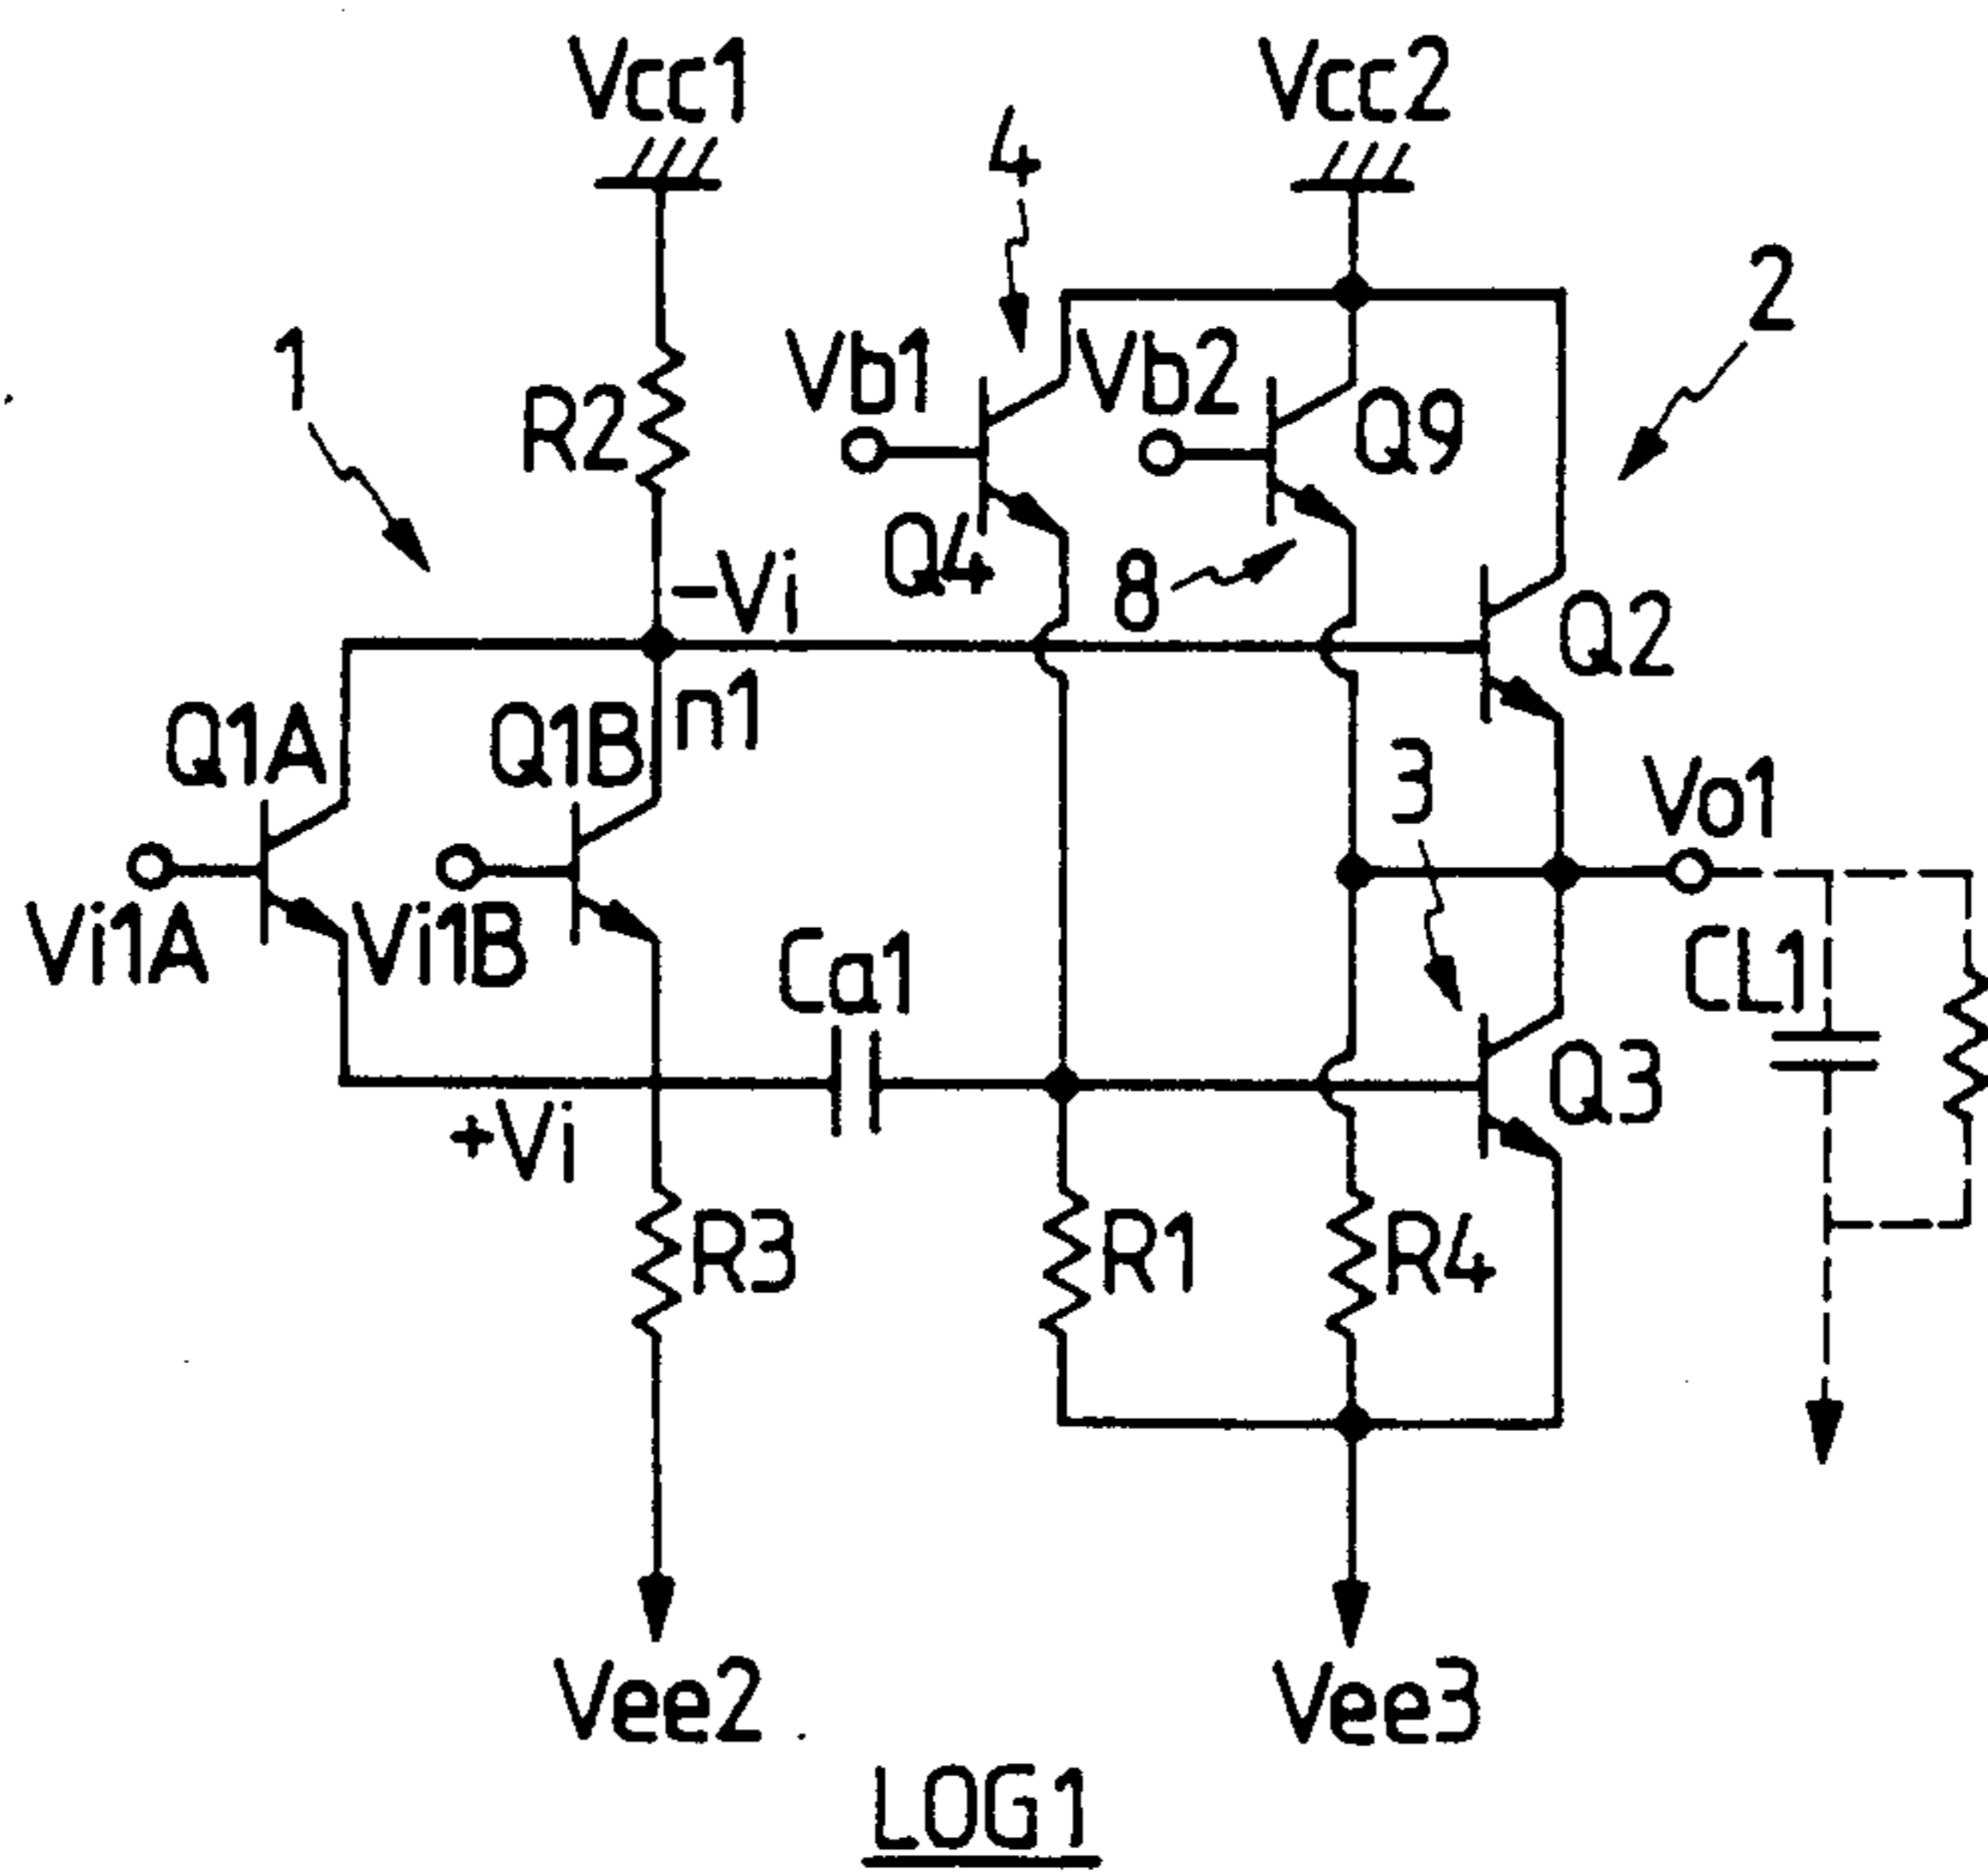 Vcc1
Vcc2
4
2
1
R2
Vb1
Vb2
Q9
Q4
8
-Vi
Q2
n1
Q1A
Q1B
3
Vo1
Vi1A
Vi1B
Ca1
CL1
Q3
+Vi
R3
R1
R4
Vee2
Vee3
LOG1